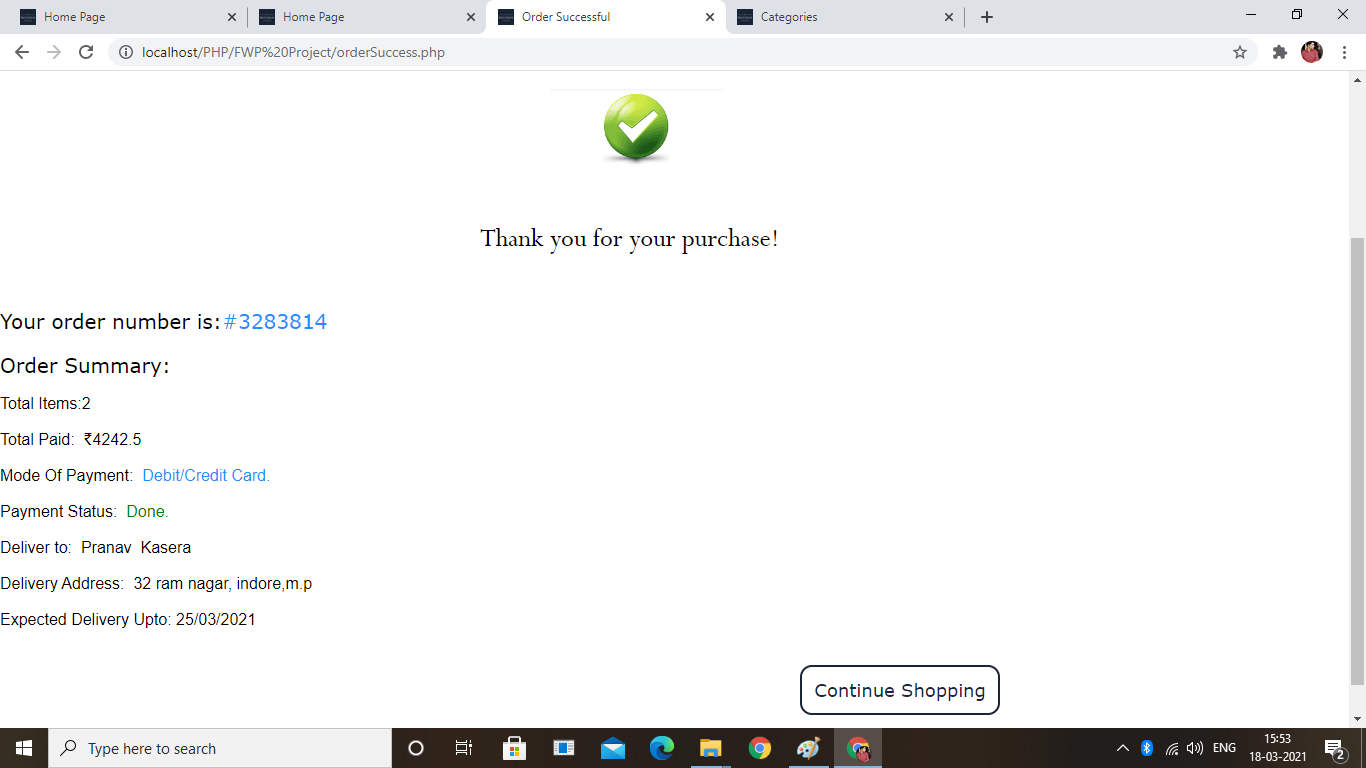 Home Page
Home Page
Order Successful
Categories
localhost/PHP/FWP%20Project/orderSuccess.php
Thank you for your purchase!
Your order number is:#3283814
Order Summary:
Total Items:2
Total Paid: ₹4242.5
Mode Of Payment: Debit/Credit Card.
Payment Status: Done.
Deliver to: Pranav Kasera
Delivery Address: 32 ram nagar, indore,m.p
Expected Delivery Upto: 25/03/2021
Continue Shopping
Type here to search
ENG
15:53
18-03-2021
2